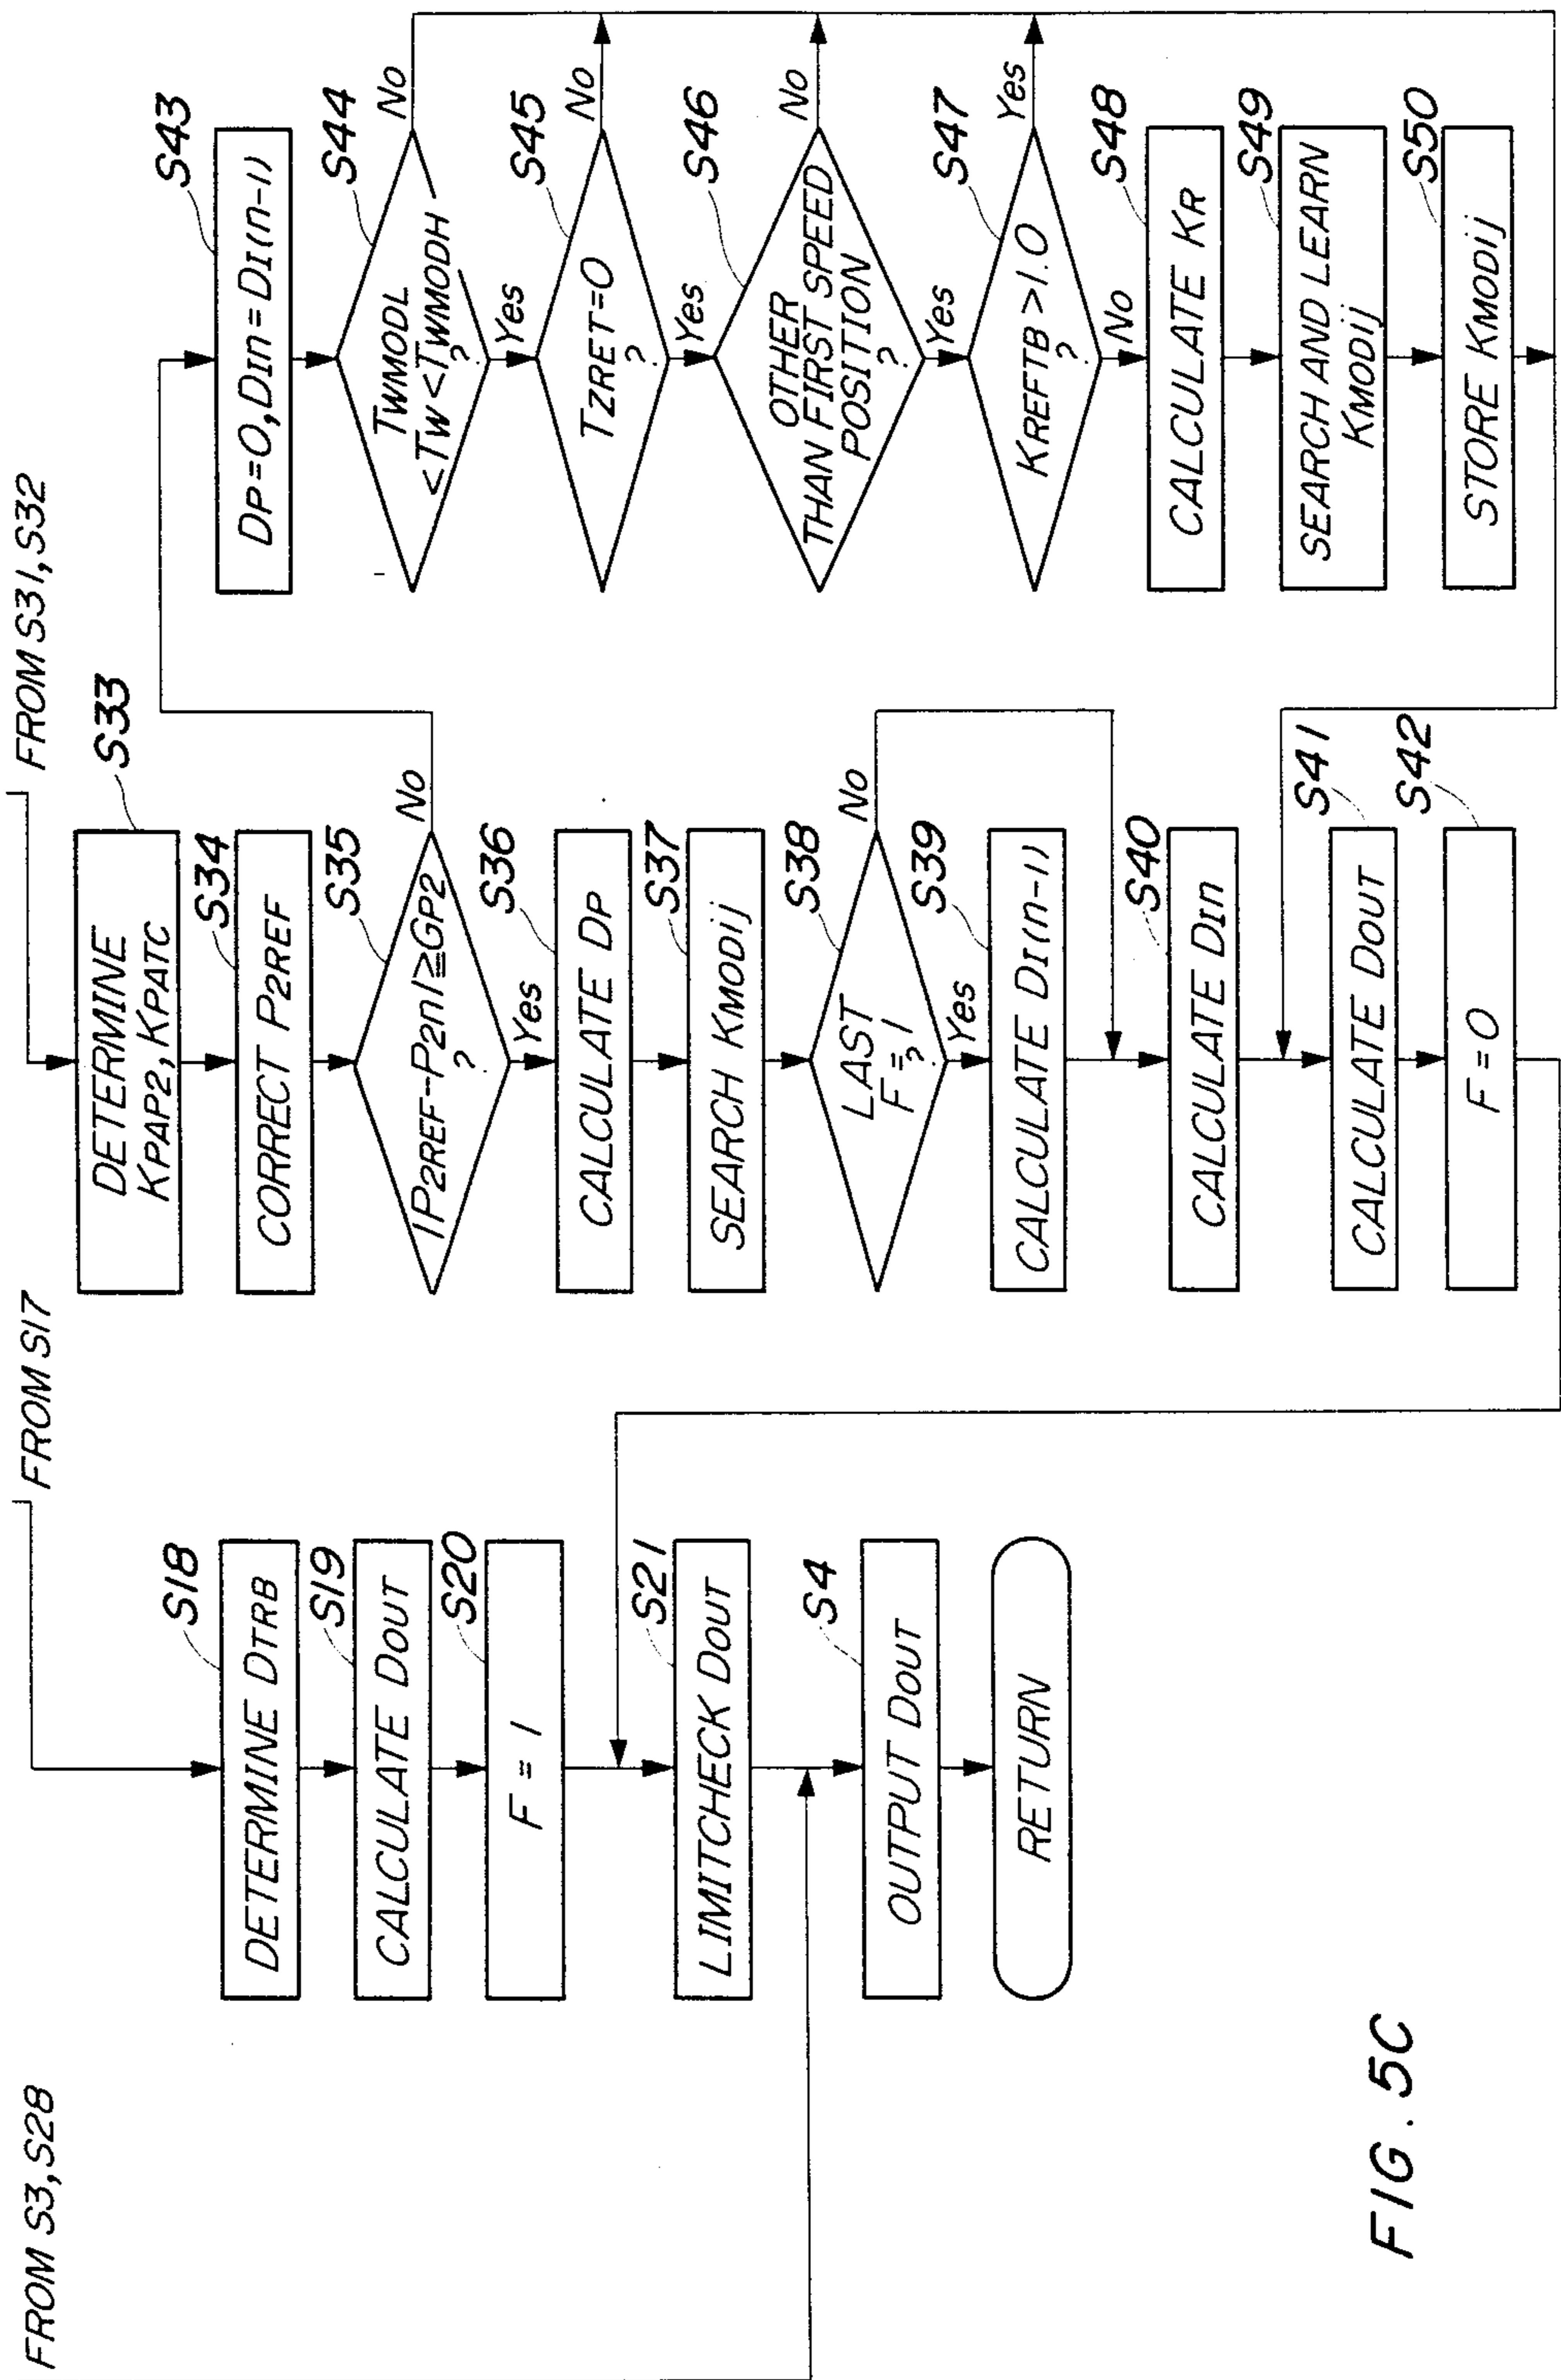 FROM S3, S28
FROM S17
S18
DETERMINE DTRB
S19
CALCULATE DOUT
S20
F = 1
S21
LIMITCHECK DOUT
S4
OUTPUT DOUT
RETURN
FROM S31, S32
S33
DETERMINE
KPAP2, KPATC
S34
CORRECT P2REF
S35
|P2REF-P2n|≧GP2
?
No
Yes
S36
CALCULATE DP
S37
SEARCH KMODij
S38
LAST
F = 1
?
No
Yes
S39
CALCULATE DI(n-1)
S40
CALCULATE DIn
S41
CALCULATE DOUT
S42
F = 0
S43
DP=0, DIn=DI(n-1)
S44
TWMODL
<TW<TWMODH
?
No
Yes
S45
TZRET=0
?
No
Yes
S46
OTHER
THAN FIRST SPEED
POSITION
?
No
Yes
S47
KREFTB >1.0
?
Yes
No
S48
CALCULATE KR
S49
SEARCH AND LEARN
KMODij
S50
STORE KMODij
FIG. 5C